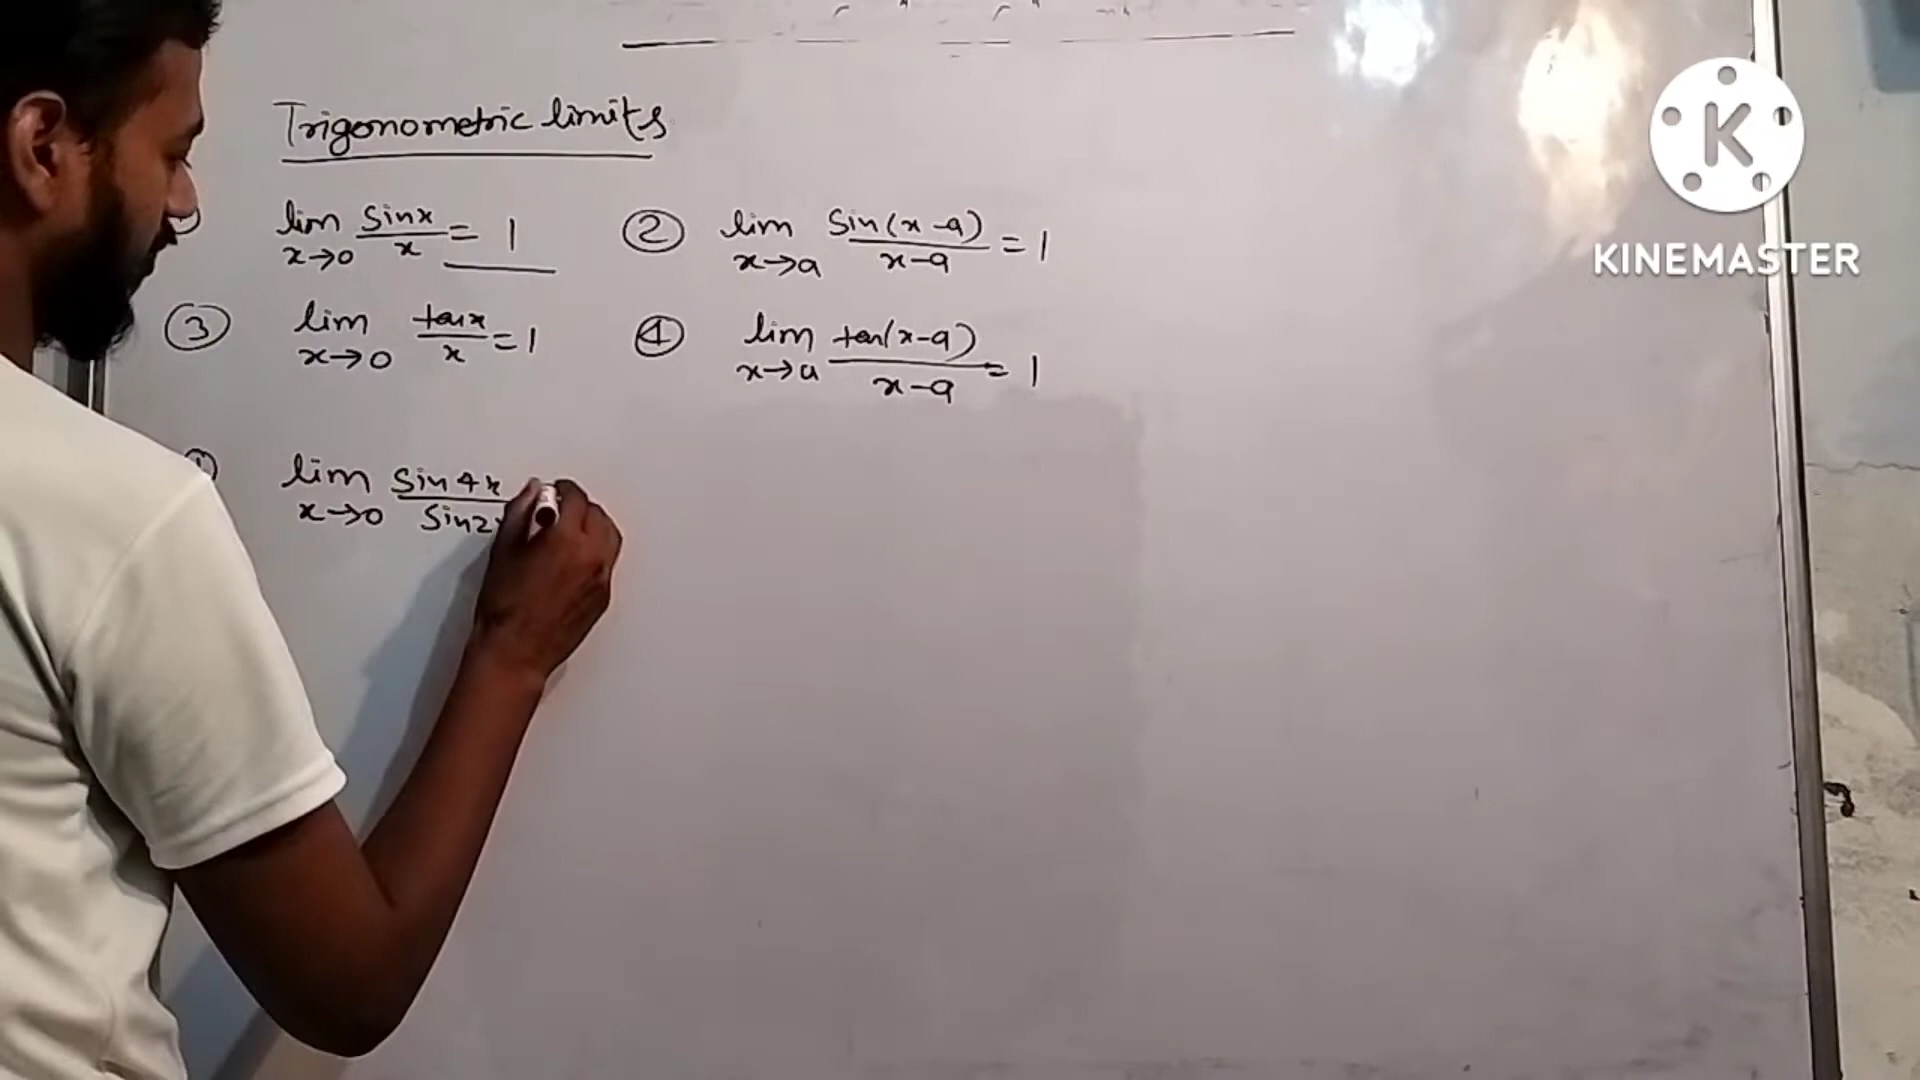 Trigonometric limits
lim x→0 sinx/x = 1 ② lim x→a Sin(x-a)/x-a = 1
③ lim x→0 tanx/x = 1 ④ lim x→a tan(x-a)/x-a = 1
lim x→0 Sin4x/Sin2x
K
KINEMASTER